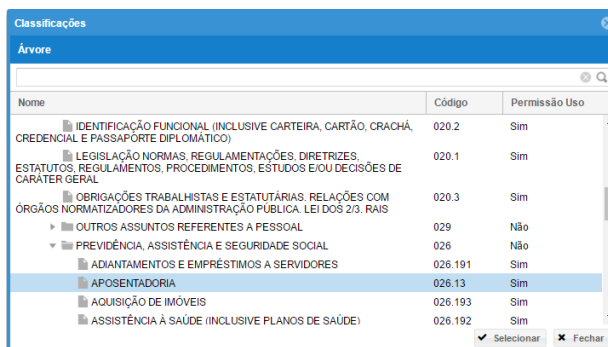 Classificações
Árvore
Nome Código Permissão Uso
IDENTIFICAÇÃO FUNCIONAL (INCLUSIVE CARTEIRA, CARTÃO, CRACHÁ, 020.2 Sim
CREDENCIAL E PASSAPORTE DIPLOMÁTICO)
LEGISLAÇÃO NORMAS, REGULAMENTAÇÕES, DIRETRIZES, 020.1 Sim
ESTATUTOS, REGULAMENTOS, PROCEDIMENTOS, ESTUDOS E/OU DECISÕES DE
CARÁTER GERAL
OBRIGAÇÕES TRABALHISTAS E ESTATUTÁRIAS. RELAÇÕES COM 020.3 Sim
ÓRGÃOS NORMATIZADORES DA ADMINISTRAÇÃO PÚBLICA. LEI DOS 2/3. RAIS
OUTROS ASSUNTOS REFERENTES A PESSOAL 029 Não
PREVIDÊNCIA, ASSISTÊNCIA E SEGURIDADE SOCIAL 026 Não
ADIANTAMENTOS E EMPRÉSTIMOS A SERVIDORES 026.191 Sim
APOSENTADORIA 026.13 Sim
AQUISIÇÃO DE IMÓVEIS 026.193 Sim
ASSISTÊNCIA À SAÚDE (INCLUSIVE PLANOS DE SAÚDE) 026.192 Sim
Selecionar Fechar